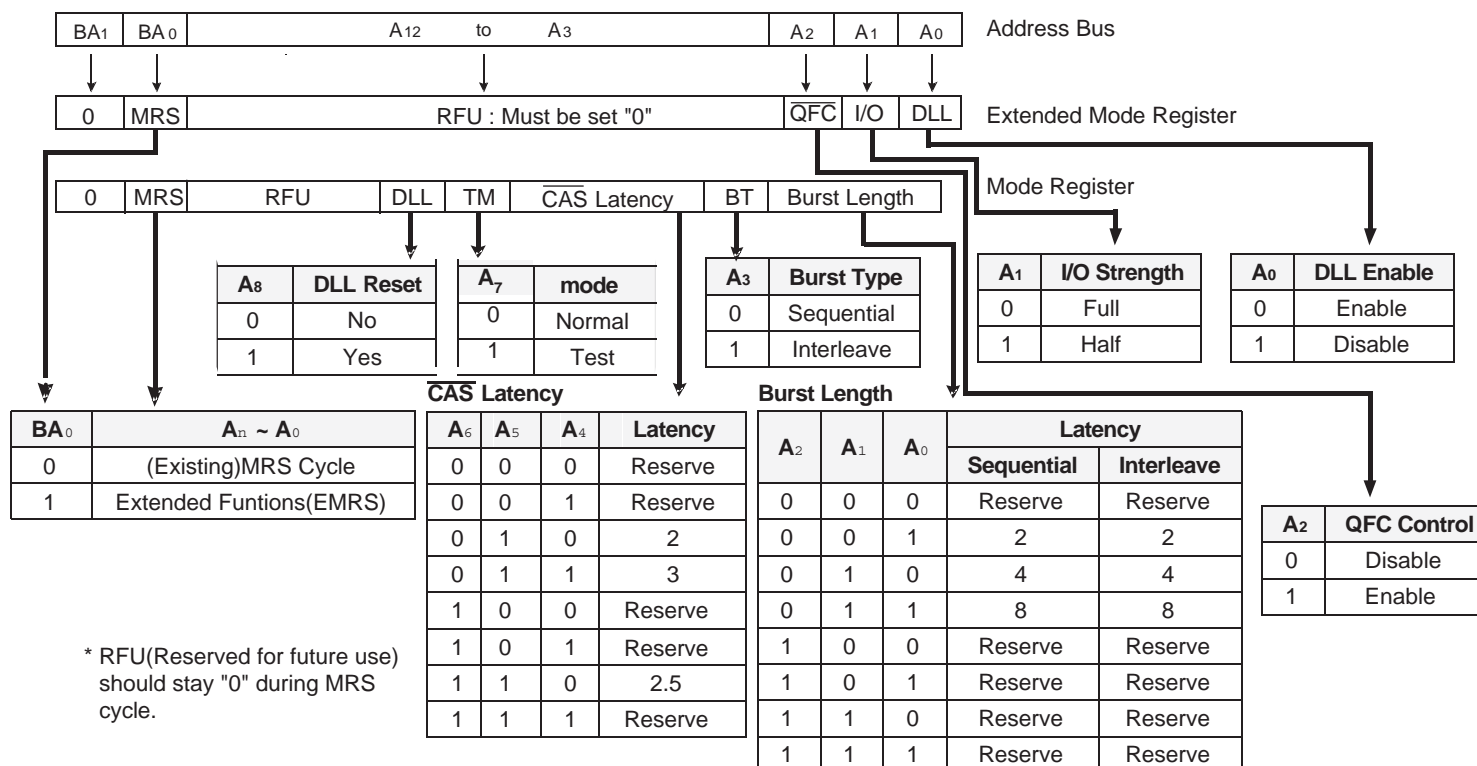 BA1 BA0 A12 to A3 A2 A1 A0 Address Bus
0 MRS RFU : Must be set "0" QFC I/O DLL Extended Mode Register
0 MRS RFU DLL TM CAS Latency BT Burst Length Mode Register
A8 DLL Reset
0 No
1 Yes
A7 mode
0 Normal
1 Test
A3 Burst Type
0 Sequential
1 Interleave
A1 I/O Strength
0 Full
1 Half
A0 DLL Enable
0 Enable
1 Disable
BA0 An ~ A0
0 (Existing)MRS Cycle
1 Extended Funtions(EMRS)
CAS Latency
A6 A5 A4 Latency
0 0 0 Reserve
0 0 1 Reserve
0 1 0 2
0 1 1 3
1 0 0 Reserve
1 0 1 Reserve
1 1 0 2.5
1 1 1 Reserve
Burst Length
A2 A1 A0 Latency
Sequential Interleave
0 0 0 Reserve Reserve
0 0 1 2 2
0 1 0 4 4
0 1 1 8 8
1 0 0 Reserve Reserve
1 0 1 Reserve Reserve
1 1 0 Reserve Reserve
1 1 1 Reserve Reserve
A2 QFC Control
0 Disable
1 Enable
* RFU(Reserved for future use)
should stay "0" during MRS
cycle.